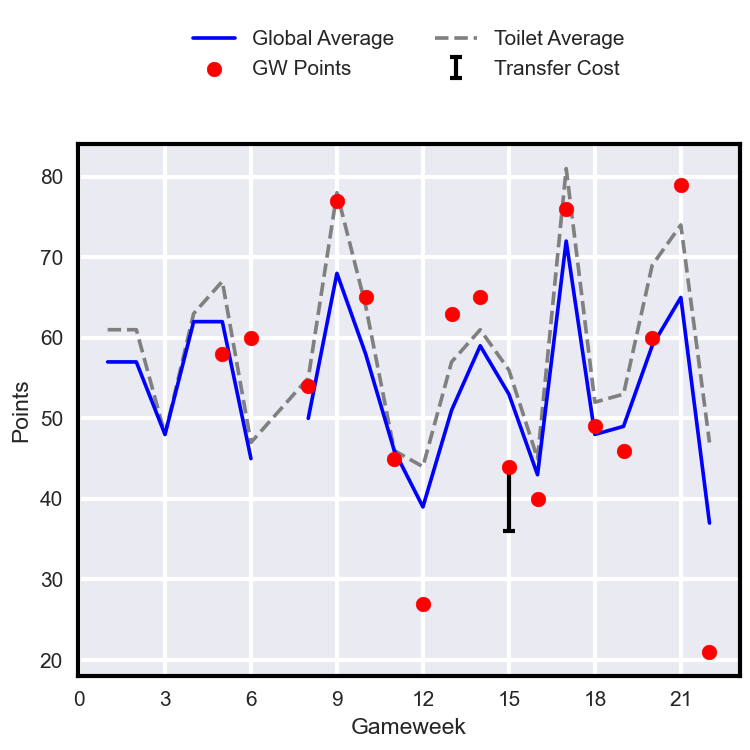 Global Average
Toilet Average
GW Points
Transfer Cost
80
70
60
50
40
30
20
Points
0 3 6 9 12 15 18 21
Gameweek